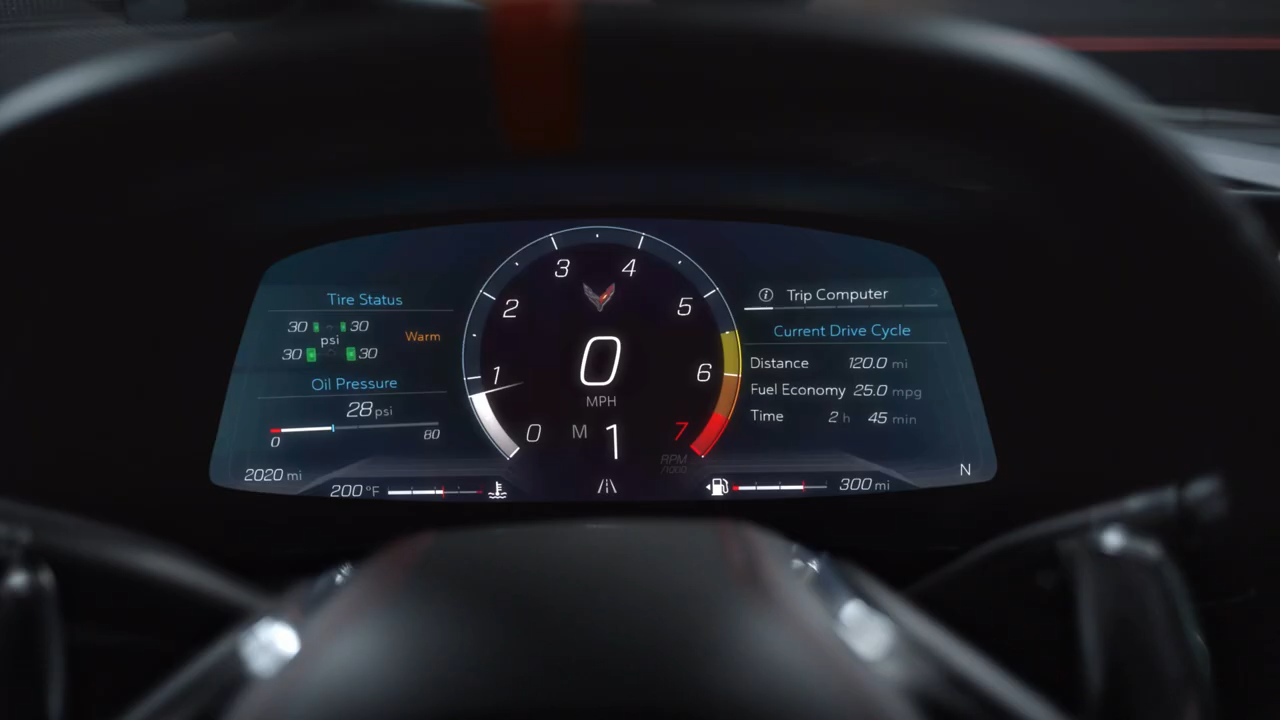 Tire Status
30 30
psi
Warm
30 30
Oil Pressure
28 psi
0 80
2020 mi
200 °F
0
1
2
3
4
5
6
7
RPM
/1000
0
MPH
M 1
Trip Computer
Current Drive Cycle
Distance 120.0 mi
Fuel Economy 25.0 mpg
Time 2 h 45 min
N
300 mi